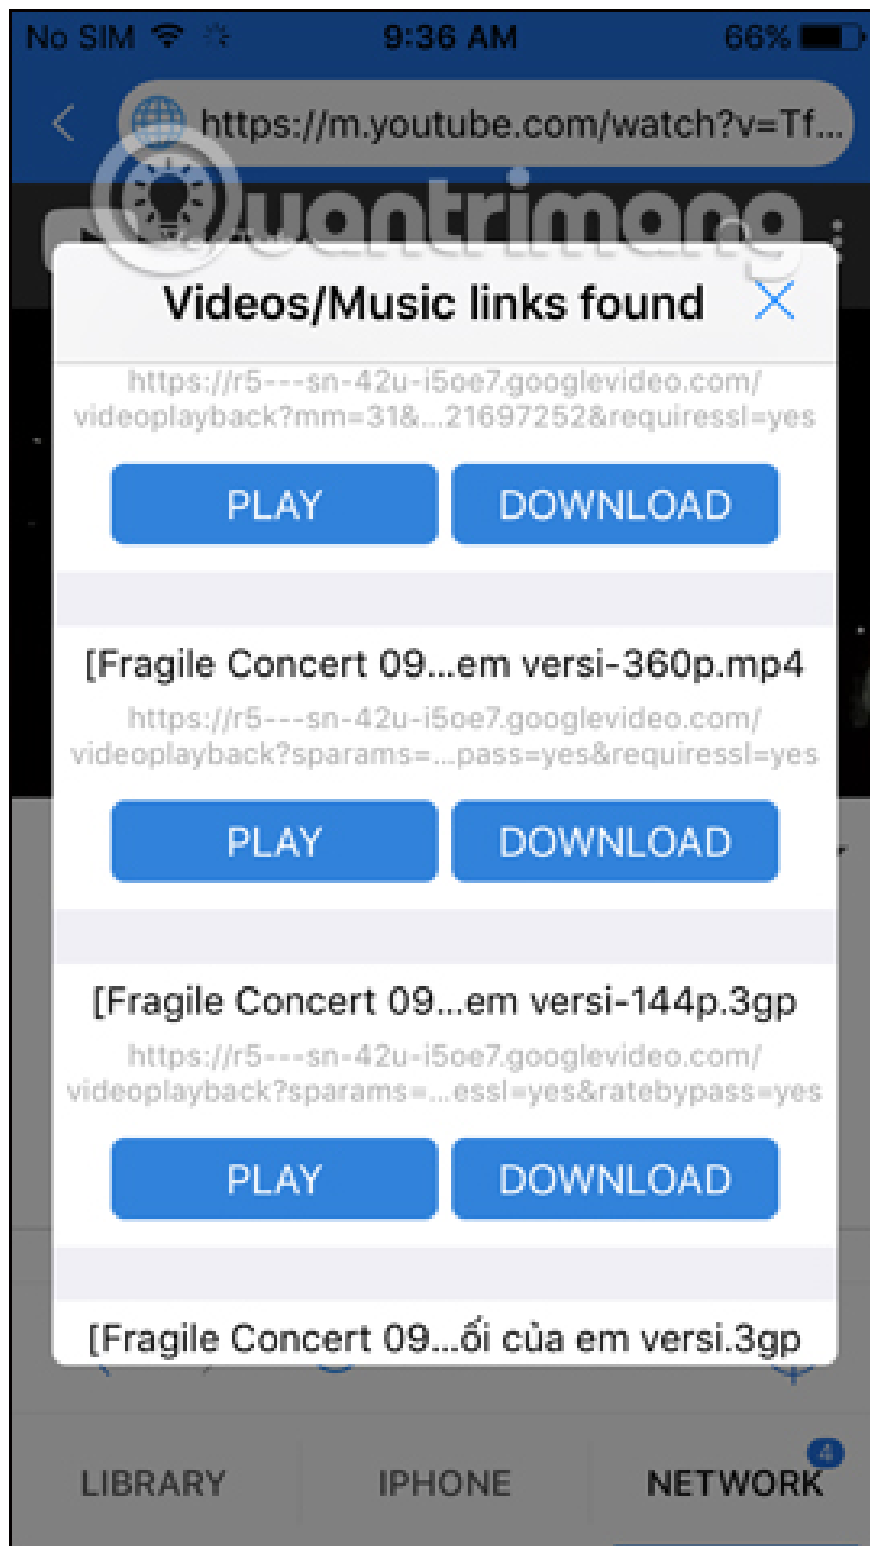 No SIM
9:36 AM
66%
https://m.youtube.com/watch?v=Tf...
Quantrimang
Videos/Music links found
https://r5---sn-42u-i5oe7.googlevideo.com/
videoplayback?mm=31&...21697252&requiressl=yes
PLAY
DOWNLOAD
[Fragile Concert 09...em versi-360p.mp4
https://r5---sn-42u-i5oe7.googlevideo.com/
videoplayback?sparams=...pass=yes&requiressl=yes
PLAY
DOWNLOAD
[Fragile Concert 09...em versi-144p.3gp
https://r5---sn-42u-i5oe7.googlevideo.com/
videoplayback?sparams=...essl=yes&ratebypass=yes
PLAY
DOWNLOAD
[Fragile Concert 09...ối của em versi.3gp
LIBRARY
IPHONE
NETWORK
4